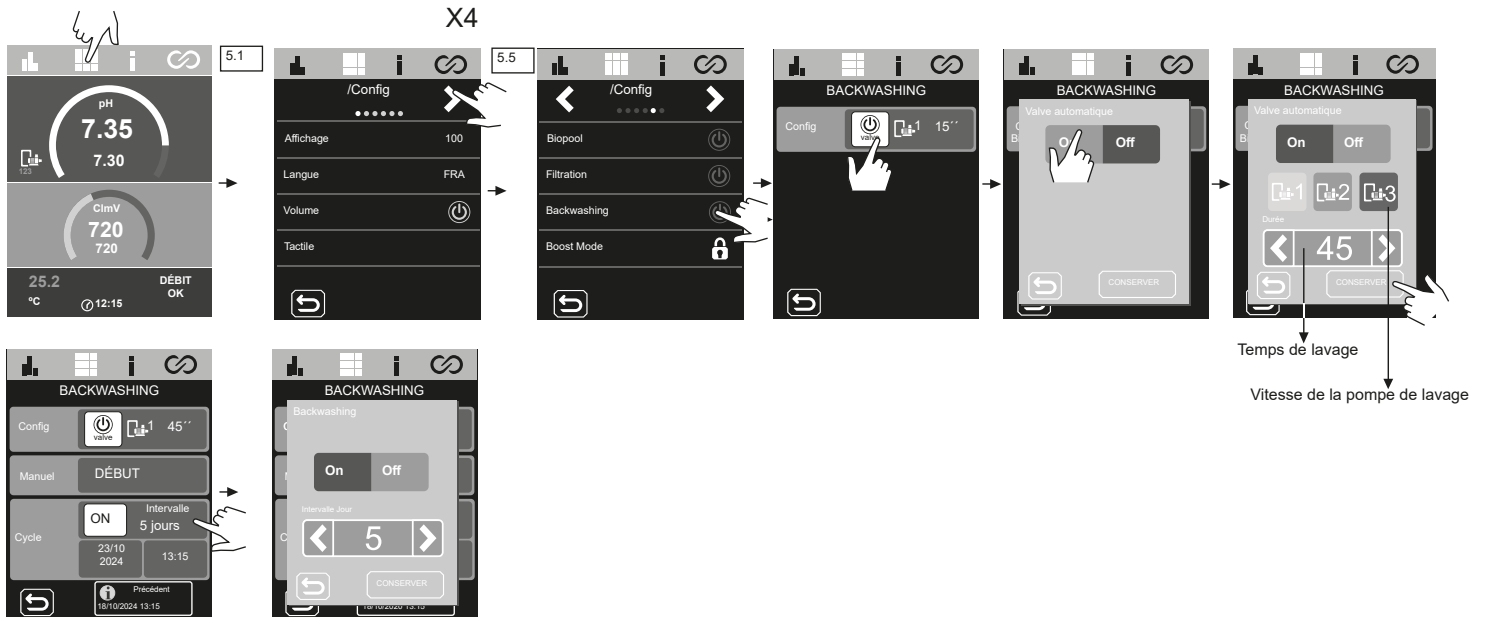 X4
pH
7.35
7.30
123
ClmV
720
720
25.2
ºC
12:15
DÉBIT
OK
5.1
/Config
Affichage 100
Langue FRA
Volume
Tactile
5.5
/Config
Biopool
Filtration
Backwashing
Boost Mode
BACKWASHING
Config valve 1 15´´
BACKWASHING
Valve automatique
Off
CONSERVER
BACKWASHING
Valve automatique
On Off
1 2 3
Durée
45
CONSERVER
Temps de lavage
Vitesse de la pompe de lavage
BACKWASHING
Config valve 1 45´´
Manuel DÉBUT
Cycle ON Intervalle
5 jours
23/10
2024
13:15
Précédent
18/10/2024 13:15
BACKWASHING
Backwashing
On Off
Intervalle Jour
5
CONSERVER